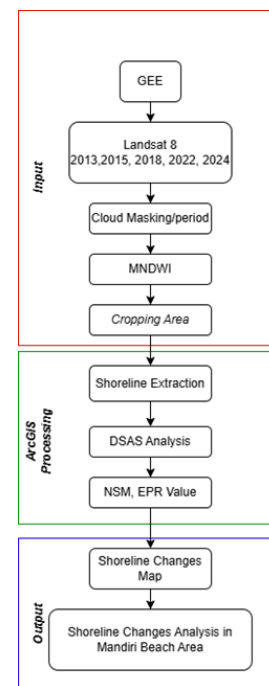 Input
GEE
Landsat 8
2013,2015, 2018, 2022, 2024
Cloud Masking/period
MNDWI
Cropping Area
ArcGIS
Processing
Shoreline Extraction
DSAS Analysis
NSM, EPR Value
Output
Shoreline Changes
Map
Shoreline Changes Analysis in
Mandiri Beach Area